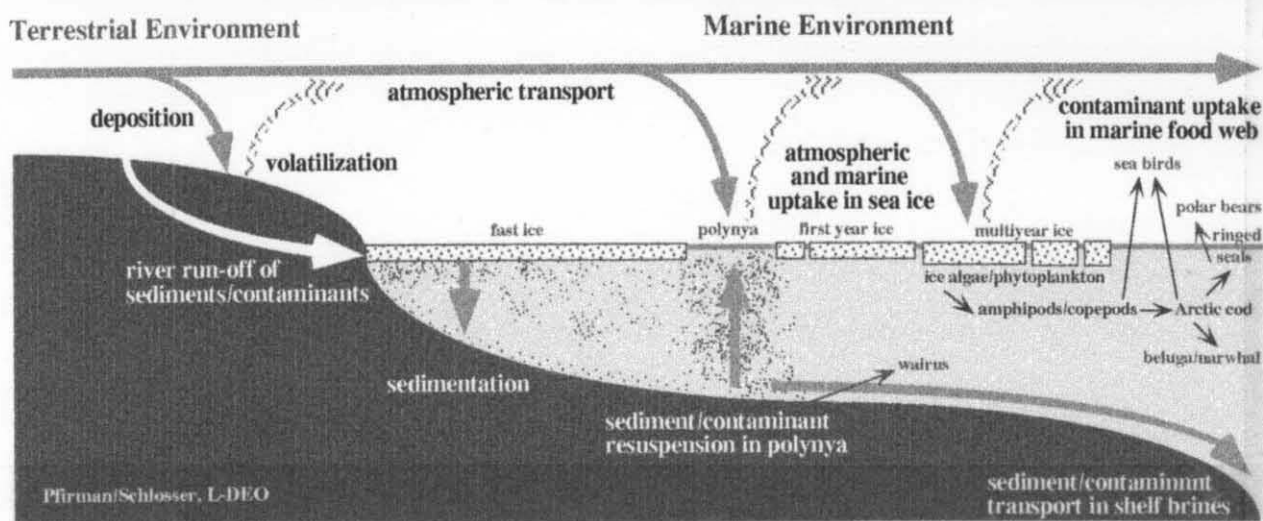 Terrestrial Environment
Marine Environment
atmospheric transport
deposition
volatilization
contaminant uptake
in marine food web
atmospheric
and marine
uptake in sea ice
sea birds
polar bears
ringed
seals
fast ice
polynya
first year ice
multiyear ice
river run-off of
sediments/contaminants
ice algae/phytoplankton
amphipods/copepods
Arctic cod
beluga/narwhal
walrus
sedimentation
sediment/contaminant
resuspension in polynya
sediment/contaminnnt
transport in shelf brines
Pfirman/Schlosser, L-DEO